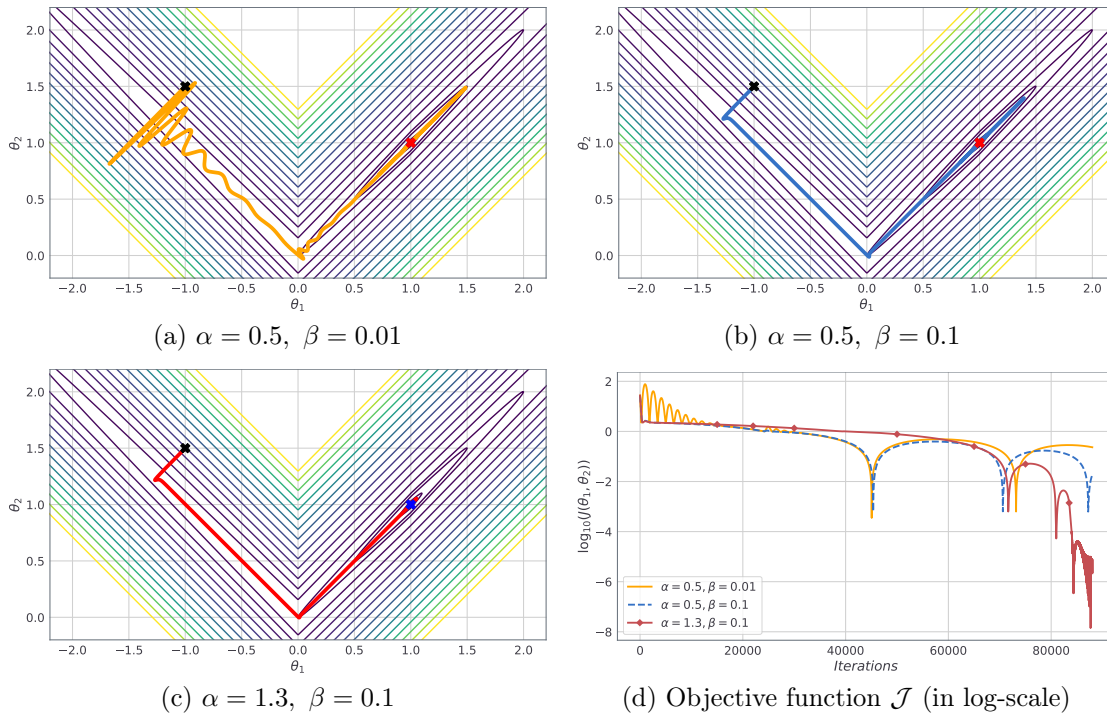 2.0
1.5
1.0
0.5
0.0
θ₂
−2.0 −1.5 −1.0 −0.5 0.0 0.5 1.0 1.5 2.0
θ₁
(a) α = 0.5, β = 0.01
2.0
1.5
1.0
0.5
0.0
θ₂
−2.0 −1.5 −1.0 −0.5 0.0 0.5 1.0 1.5 2.0
θ₁
(b) α = 0.5, β = 0.1
2.0
1.5
1.0
0.5
0.0
θ₂
−2.0 −1.5 −1.0 −0.5 0.0 0.5 1.0 1.5 2.0
θ₁
(c) α = 1.3, β = 0.1
2
0
−2
−4
−6
−8
log₁₀(J(θ₁, θ₂))
α = 0.5, β = 0.01
α = 0.5, β = 0.1
α = 1.3, β = 0.1
0 20000 40000 60000 80000
Iterations
(d) Objective function 𝒥 (in log-scale)